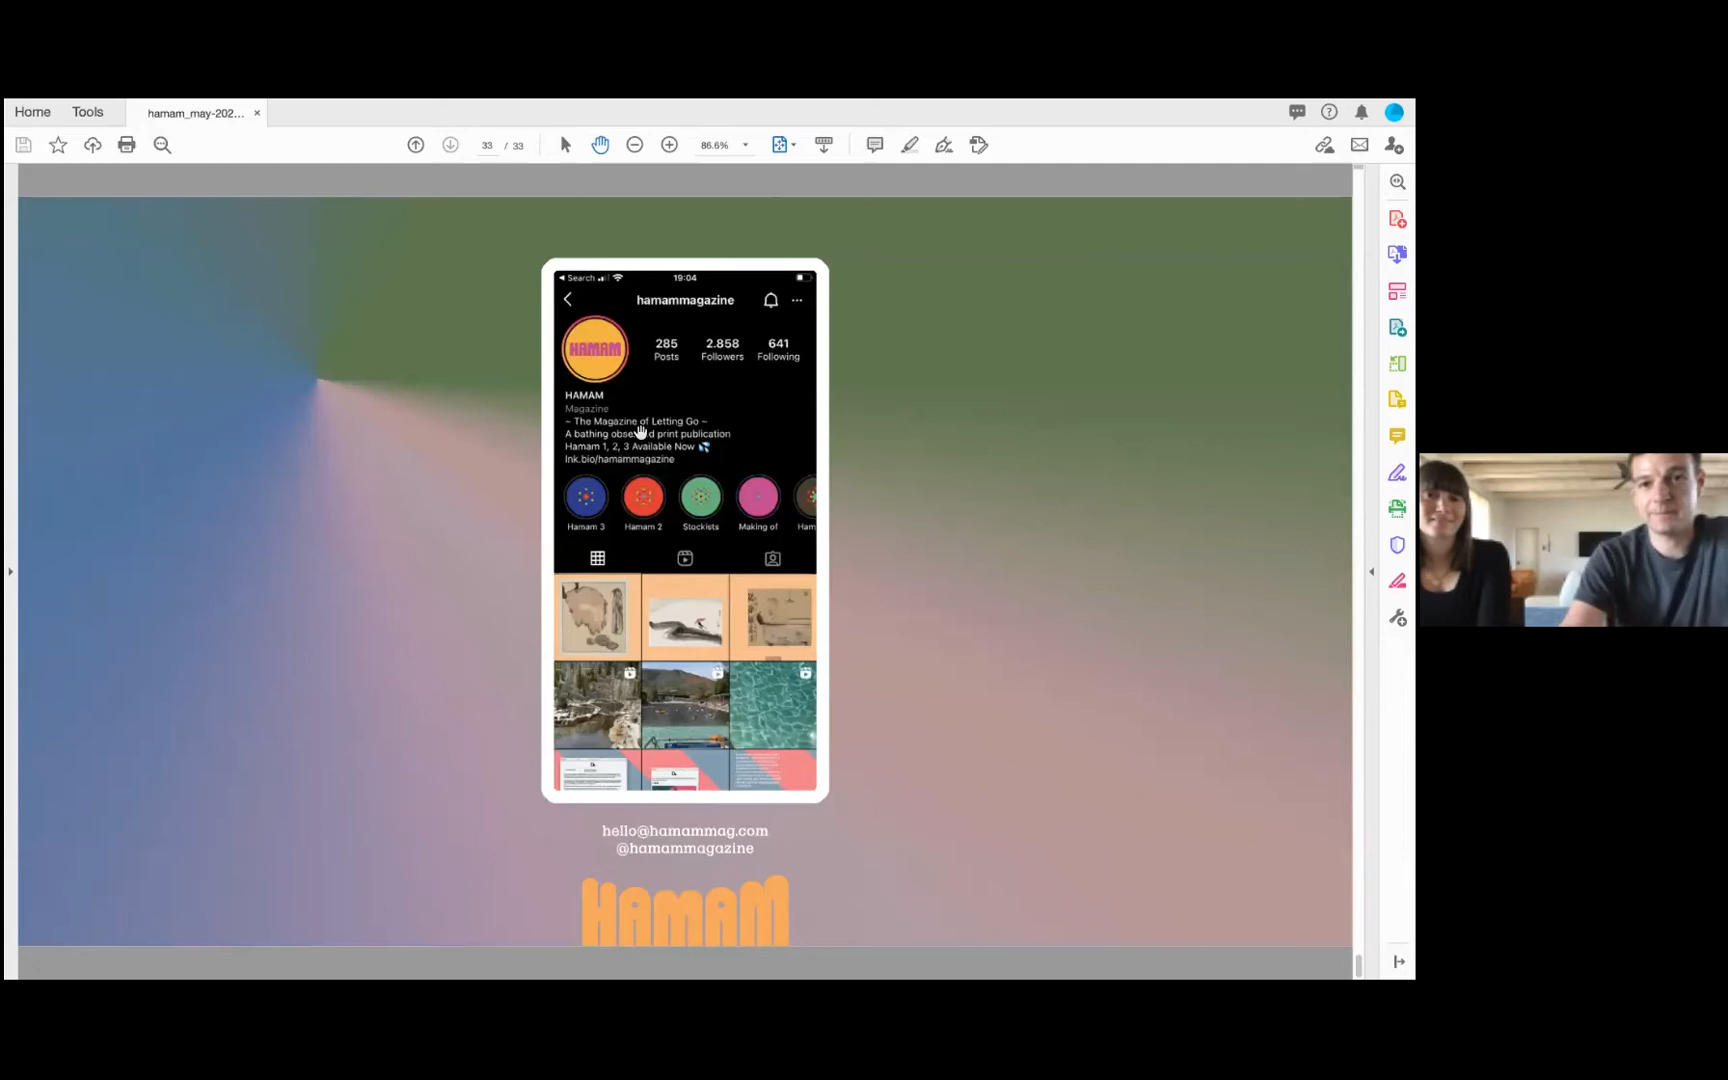 Home Tools hamam_may-202... ×
33 / 33 86.6%
Search 19:04
hamammagazine
HAMAM
285 2.858 641
Posts Followers Following
HAMAM
Magazine
~ The Magazine of Letting Go ~
A bathing obsessed print publication
Hamam 1, 2, 3 Available Now 💦
lnk.bio/hamammagazine
Hamam 3 Hamam 2 Stockists Making of Ham
hello@hamammag.com
@hamammagazine
HAMAM